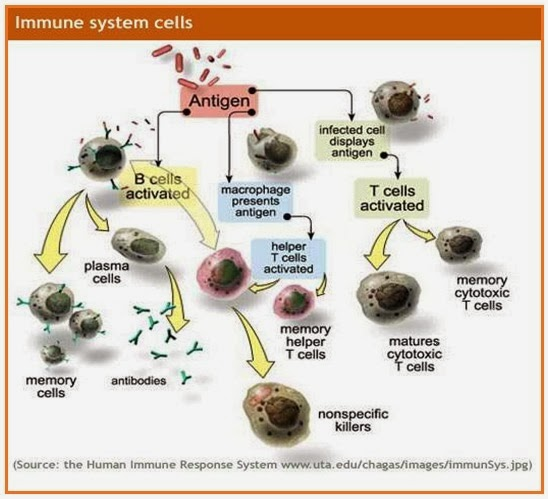 Immune system cells
Antigen
infected cell
displays
antigen
B cells
activated
macrophage
presents
antigen
T cells
activated
helper
T cells
activated
plasma
cells
memory
cytotoxic
T cells
memory
helper
T cells
matures
cytotoxic
T cells
memory
cells
antibodies
nonspecific
killers
(Source: the Human Immune Response System www.uta.edu/chagas/images/immunSys.jpg)